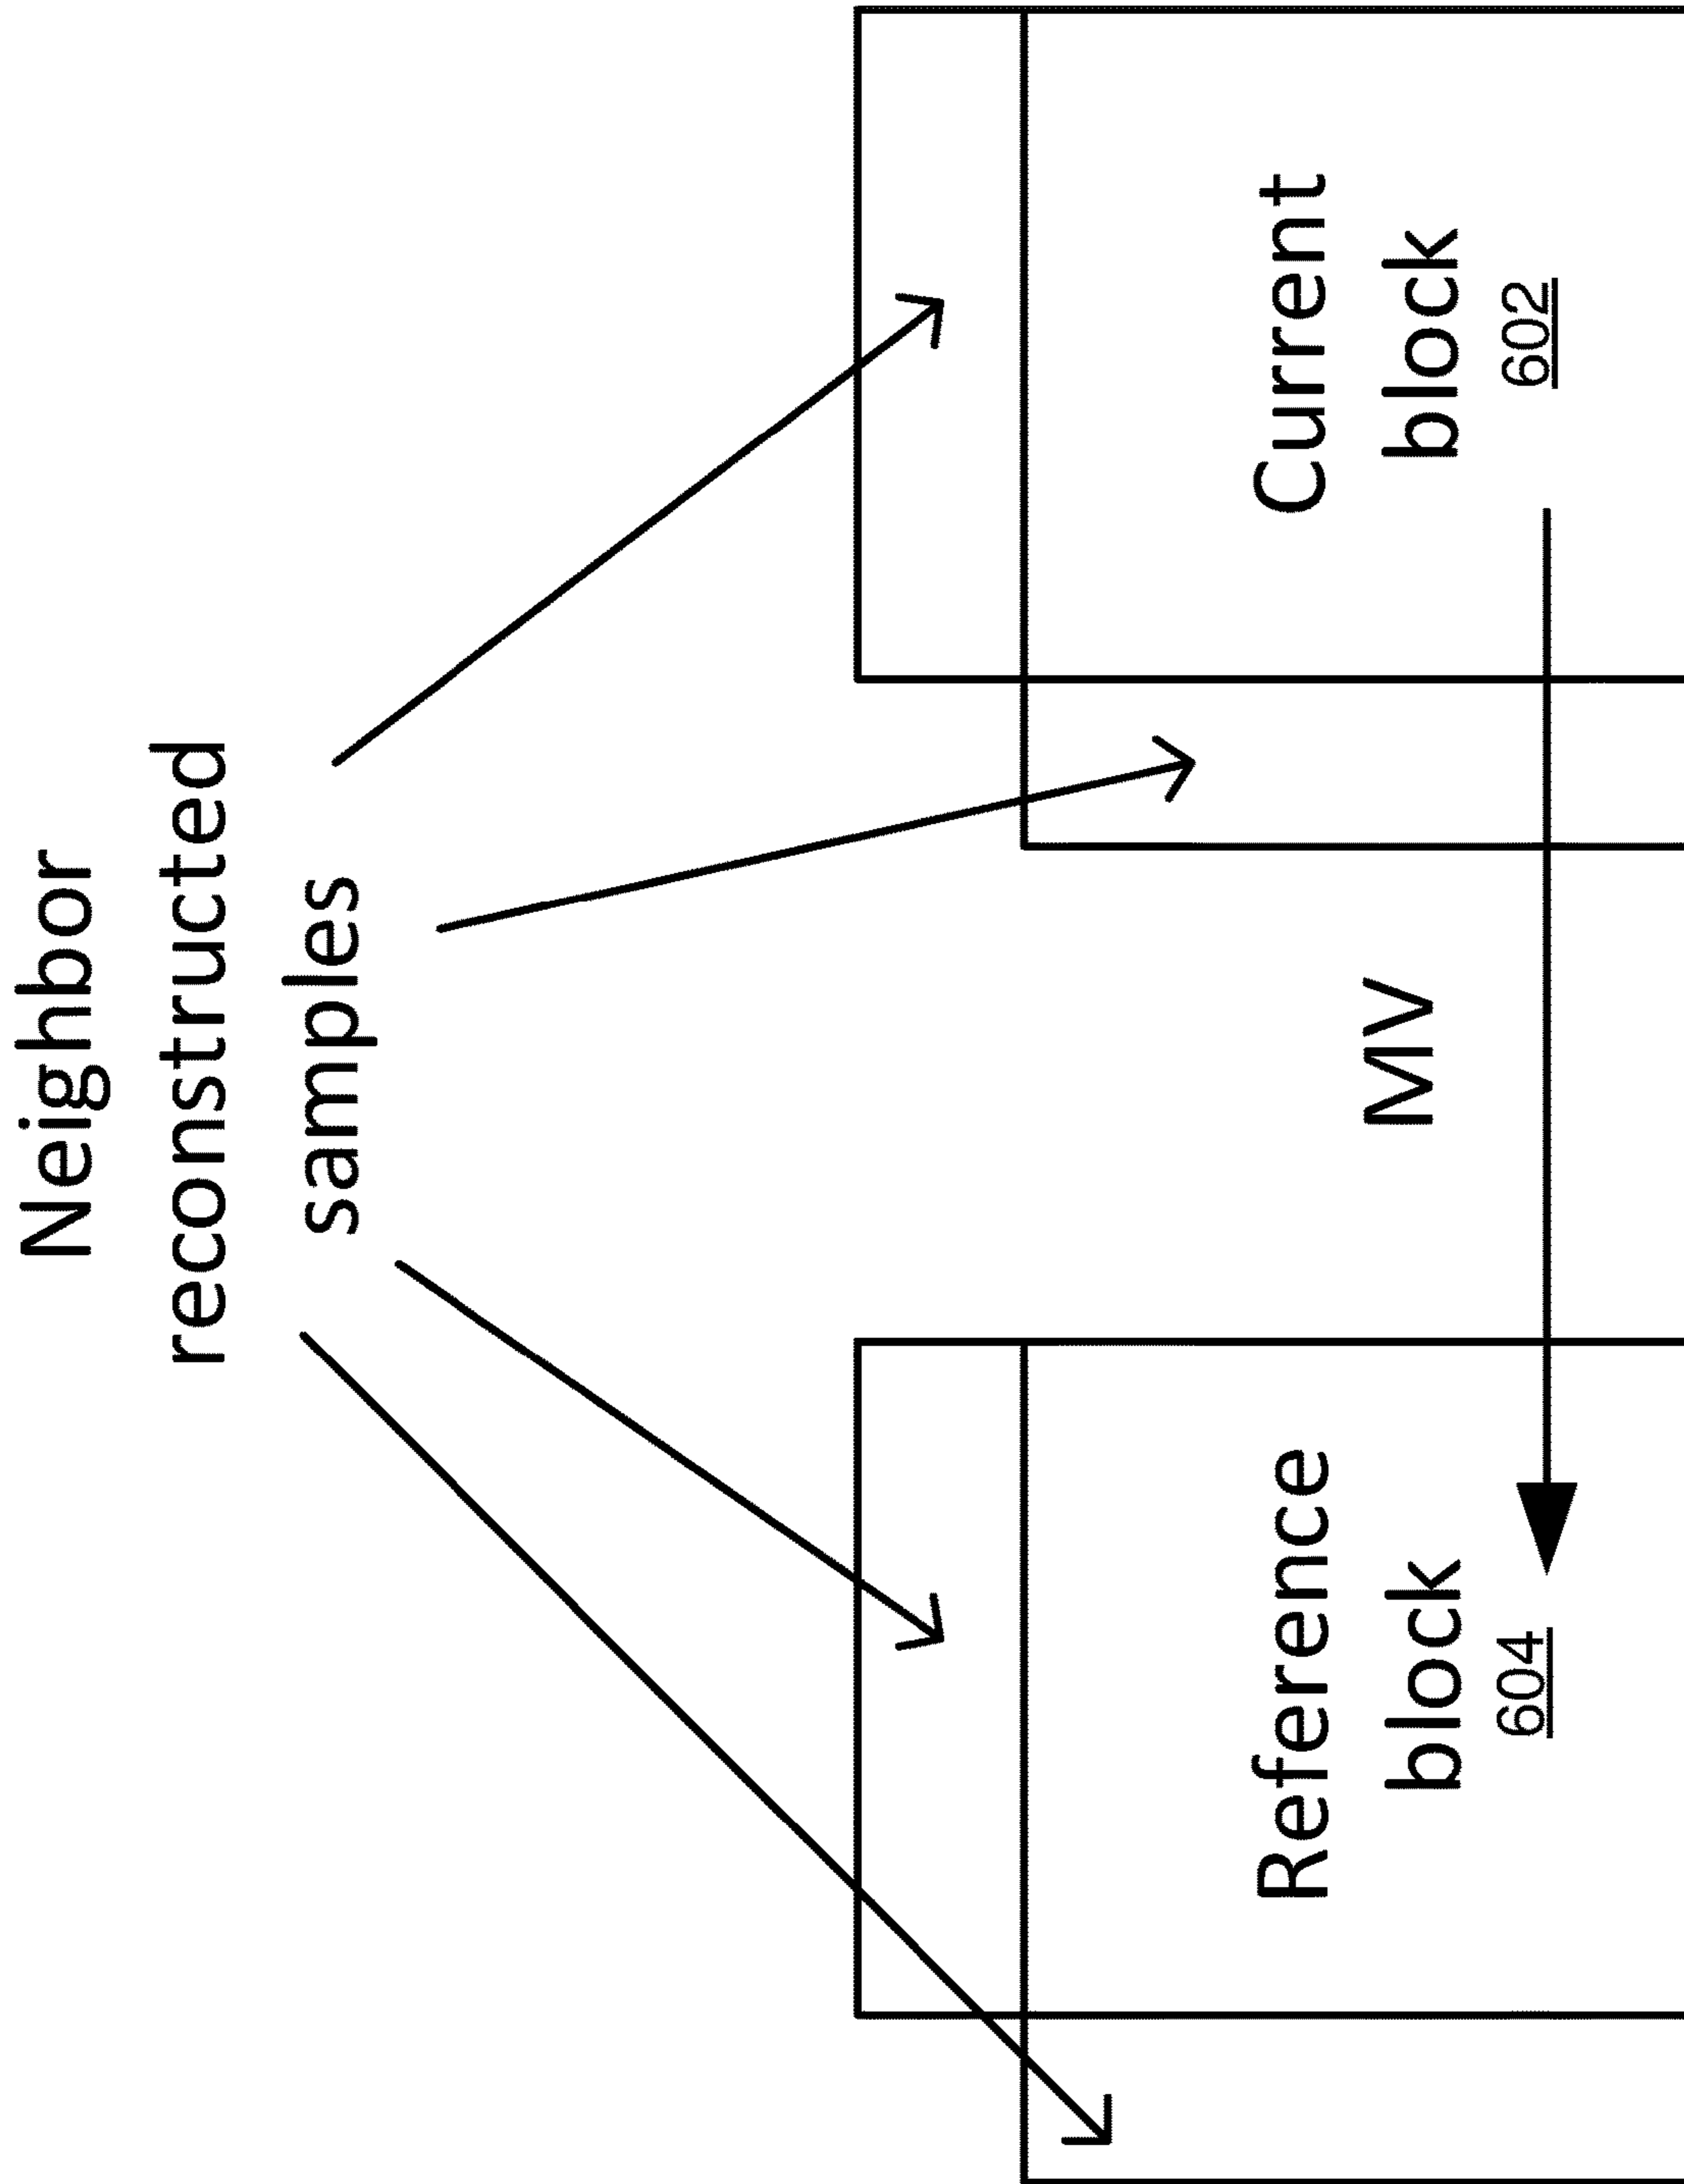 Neighbor
reconstructed
samples
Reference
block
604
MV
Current
block
602